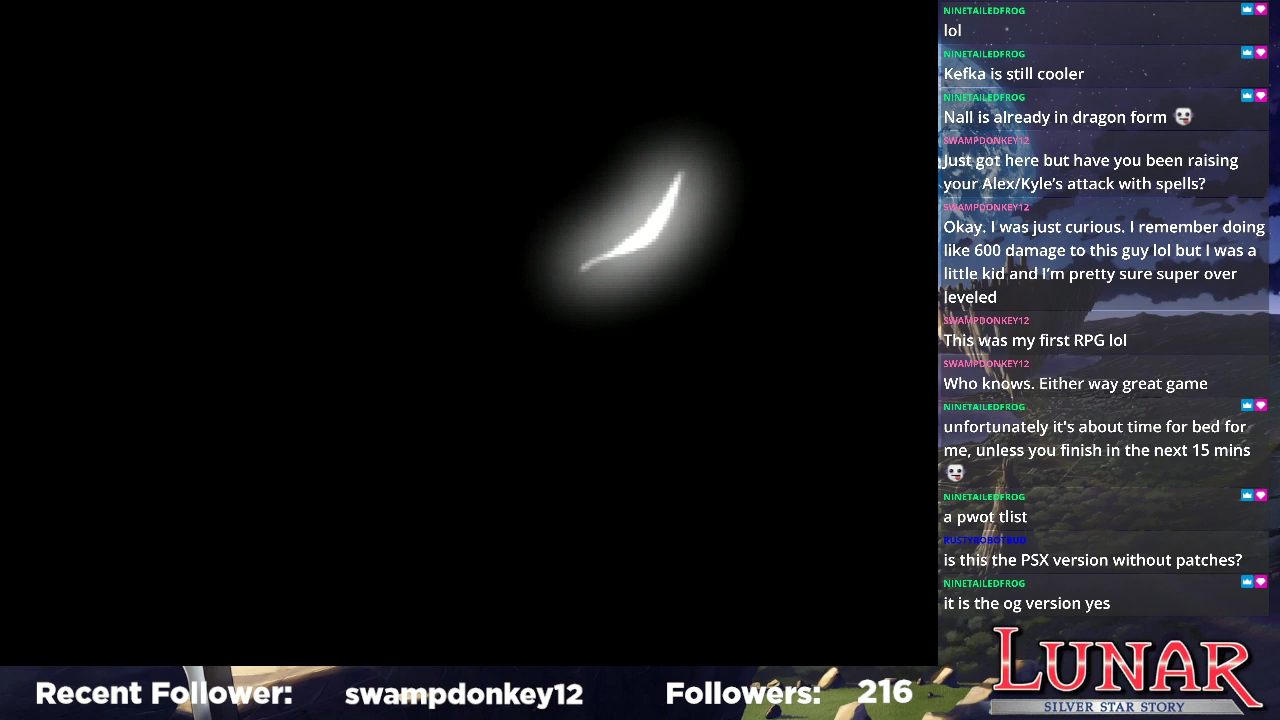 NINETAILEDFROG
lol
NINETAILEDFROG
Kefka is still cooler
NINETAILEDFROG
Nall is already in dragon form
SWAMPDONKEY12
Just got here but have you been raising
your Alex/Kyle's attack with spells?
SWAMPDONKEY12
Okay. I was just curious. I remember doing
like 600 damage to this guy lol but I was a
little kid and I'm pretty sure super over
leveled
SWAMPDONKEY12
This was my first RPG lol
SWAMPDONKEY12
Who knows. Either way great game
NINETAILEDFROG
unfortunately it's about time for bed for
me, unless you finish in the next 15 mins
NINETAILEDFROG
a pwot tlist
RUSTYROBOTBUD
is this the PSX version without patches?
NINETAILEDFROG
it is the og version yes
LUNAR
SILVER STAR STORY
Recent Follower: swampdonkey12 Followers: 216